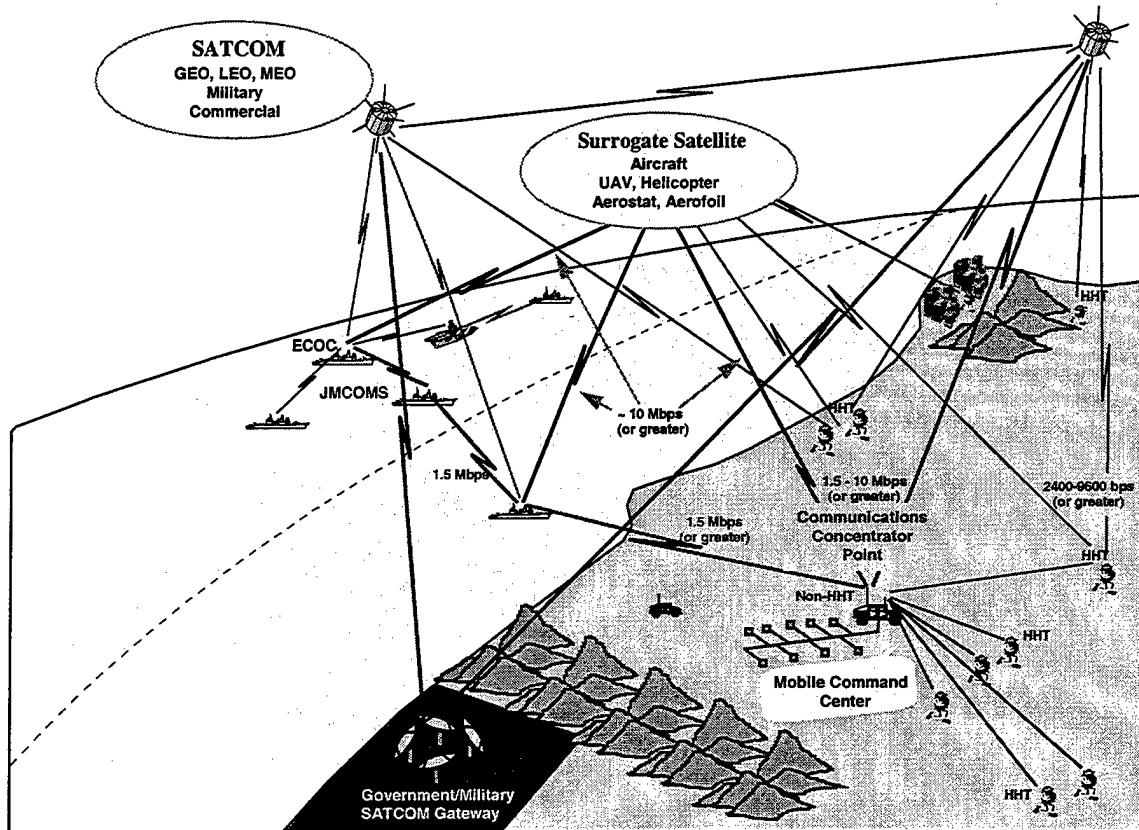 SATCOM
GEO, LEO, MEO
Military
Commercial
Surrogate Satellite
Aircraft
UAV, Helicopter
Aerostat, Aerofoil
HHT
ECOC
JMCOMS
~ 10 Mbps
(or greater)
HHT
1.5 Mbps
1.5 - 10 Mbps
(or greater)
2400-9600 bps
(or greater)
Communications
Concentrator
Point
1.5 Mbps
(or greater)
HHT
Non-HHT
HHT
Mobile Command
Center
Government/Military
SATCOM Gateway
HHT